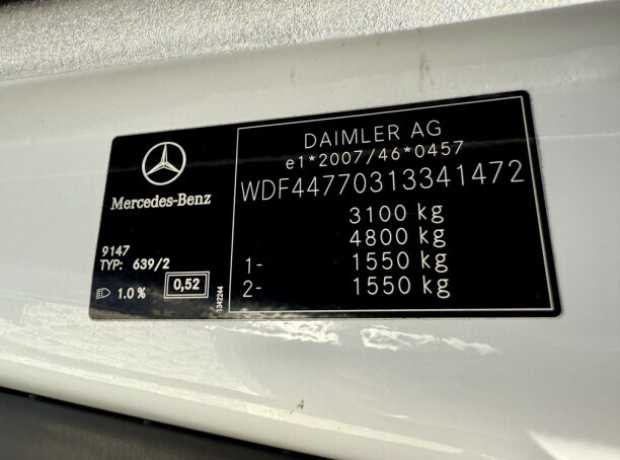 Mercedes-Benz
9147
TYP: 639/2
1.0 %
0,52
1342244
DAIMLER AG
e1*2007/46*0457
WDF44770313341472
3100 kg
4800 kg
1- 1550 kg
2- 1550 kg